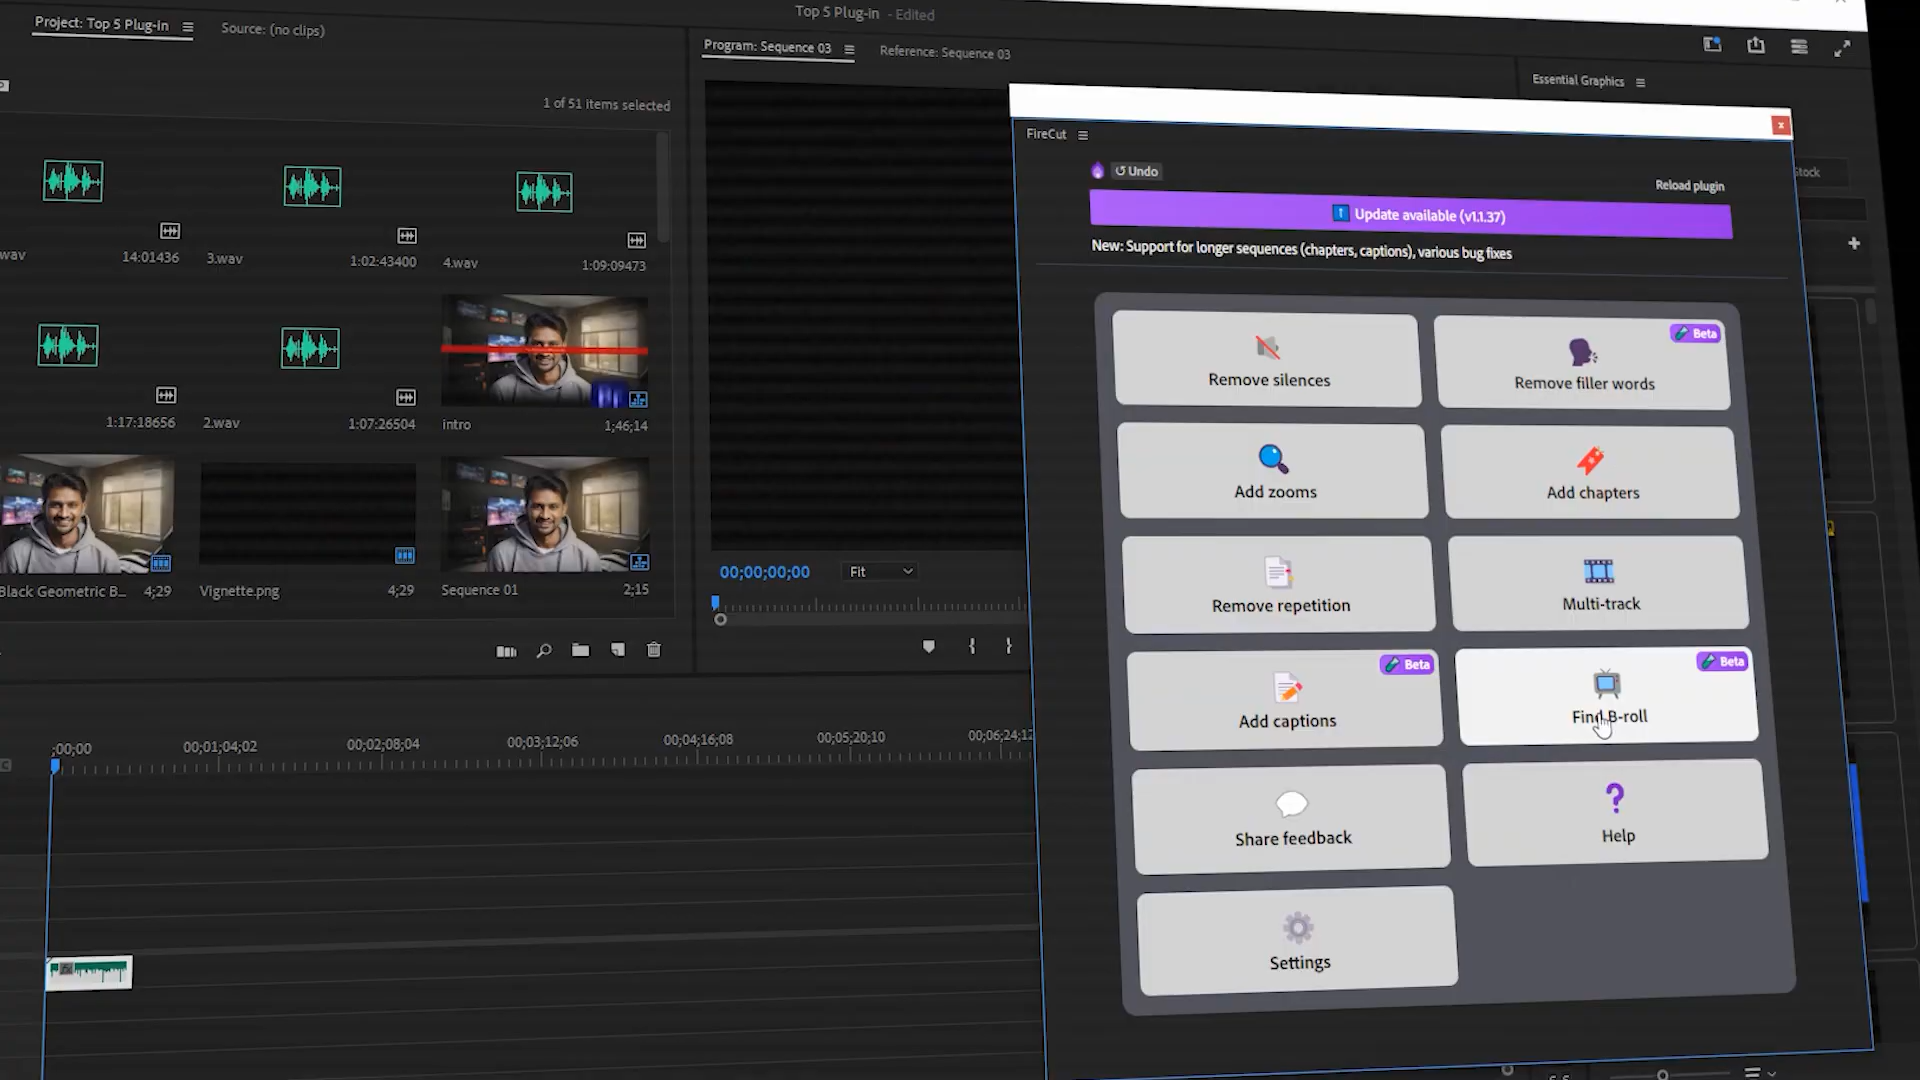 Top 5 Plug-in - Edited
Project: Top 5 Plug-in
Source: (no clips)
Program: Sequence 03
Reference: Sequence 03
Essential Graphics
1 of 51 items selected
14:01436
3.wav
1:02:43400
4.wav
1:09:09473
1:17:18656
2.wav
1:07:26504
intro
1;46;14
Black Geometric B...
4;29
Vignette.png
4;29
Sequence 01
2;15
00;00;00;00
Fit
;00;00
00;01;04;02
00;02;08;04
00;03;12;06
00;04;16;08
00;05;20;10
00;06;24;12
FireCut
Undo
Reload plugin
Update available (v1.1.37)
New: Support for longer sequences (chapters, captions), various bug fixes
Remove silences
Beta
Remove filler words
Add zooms
Add chapters
Remove repetition
Multi-track
Beta
Add captions
Beta
Find B-roll
Share feedback
Help
Settings